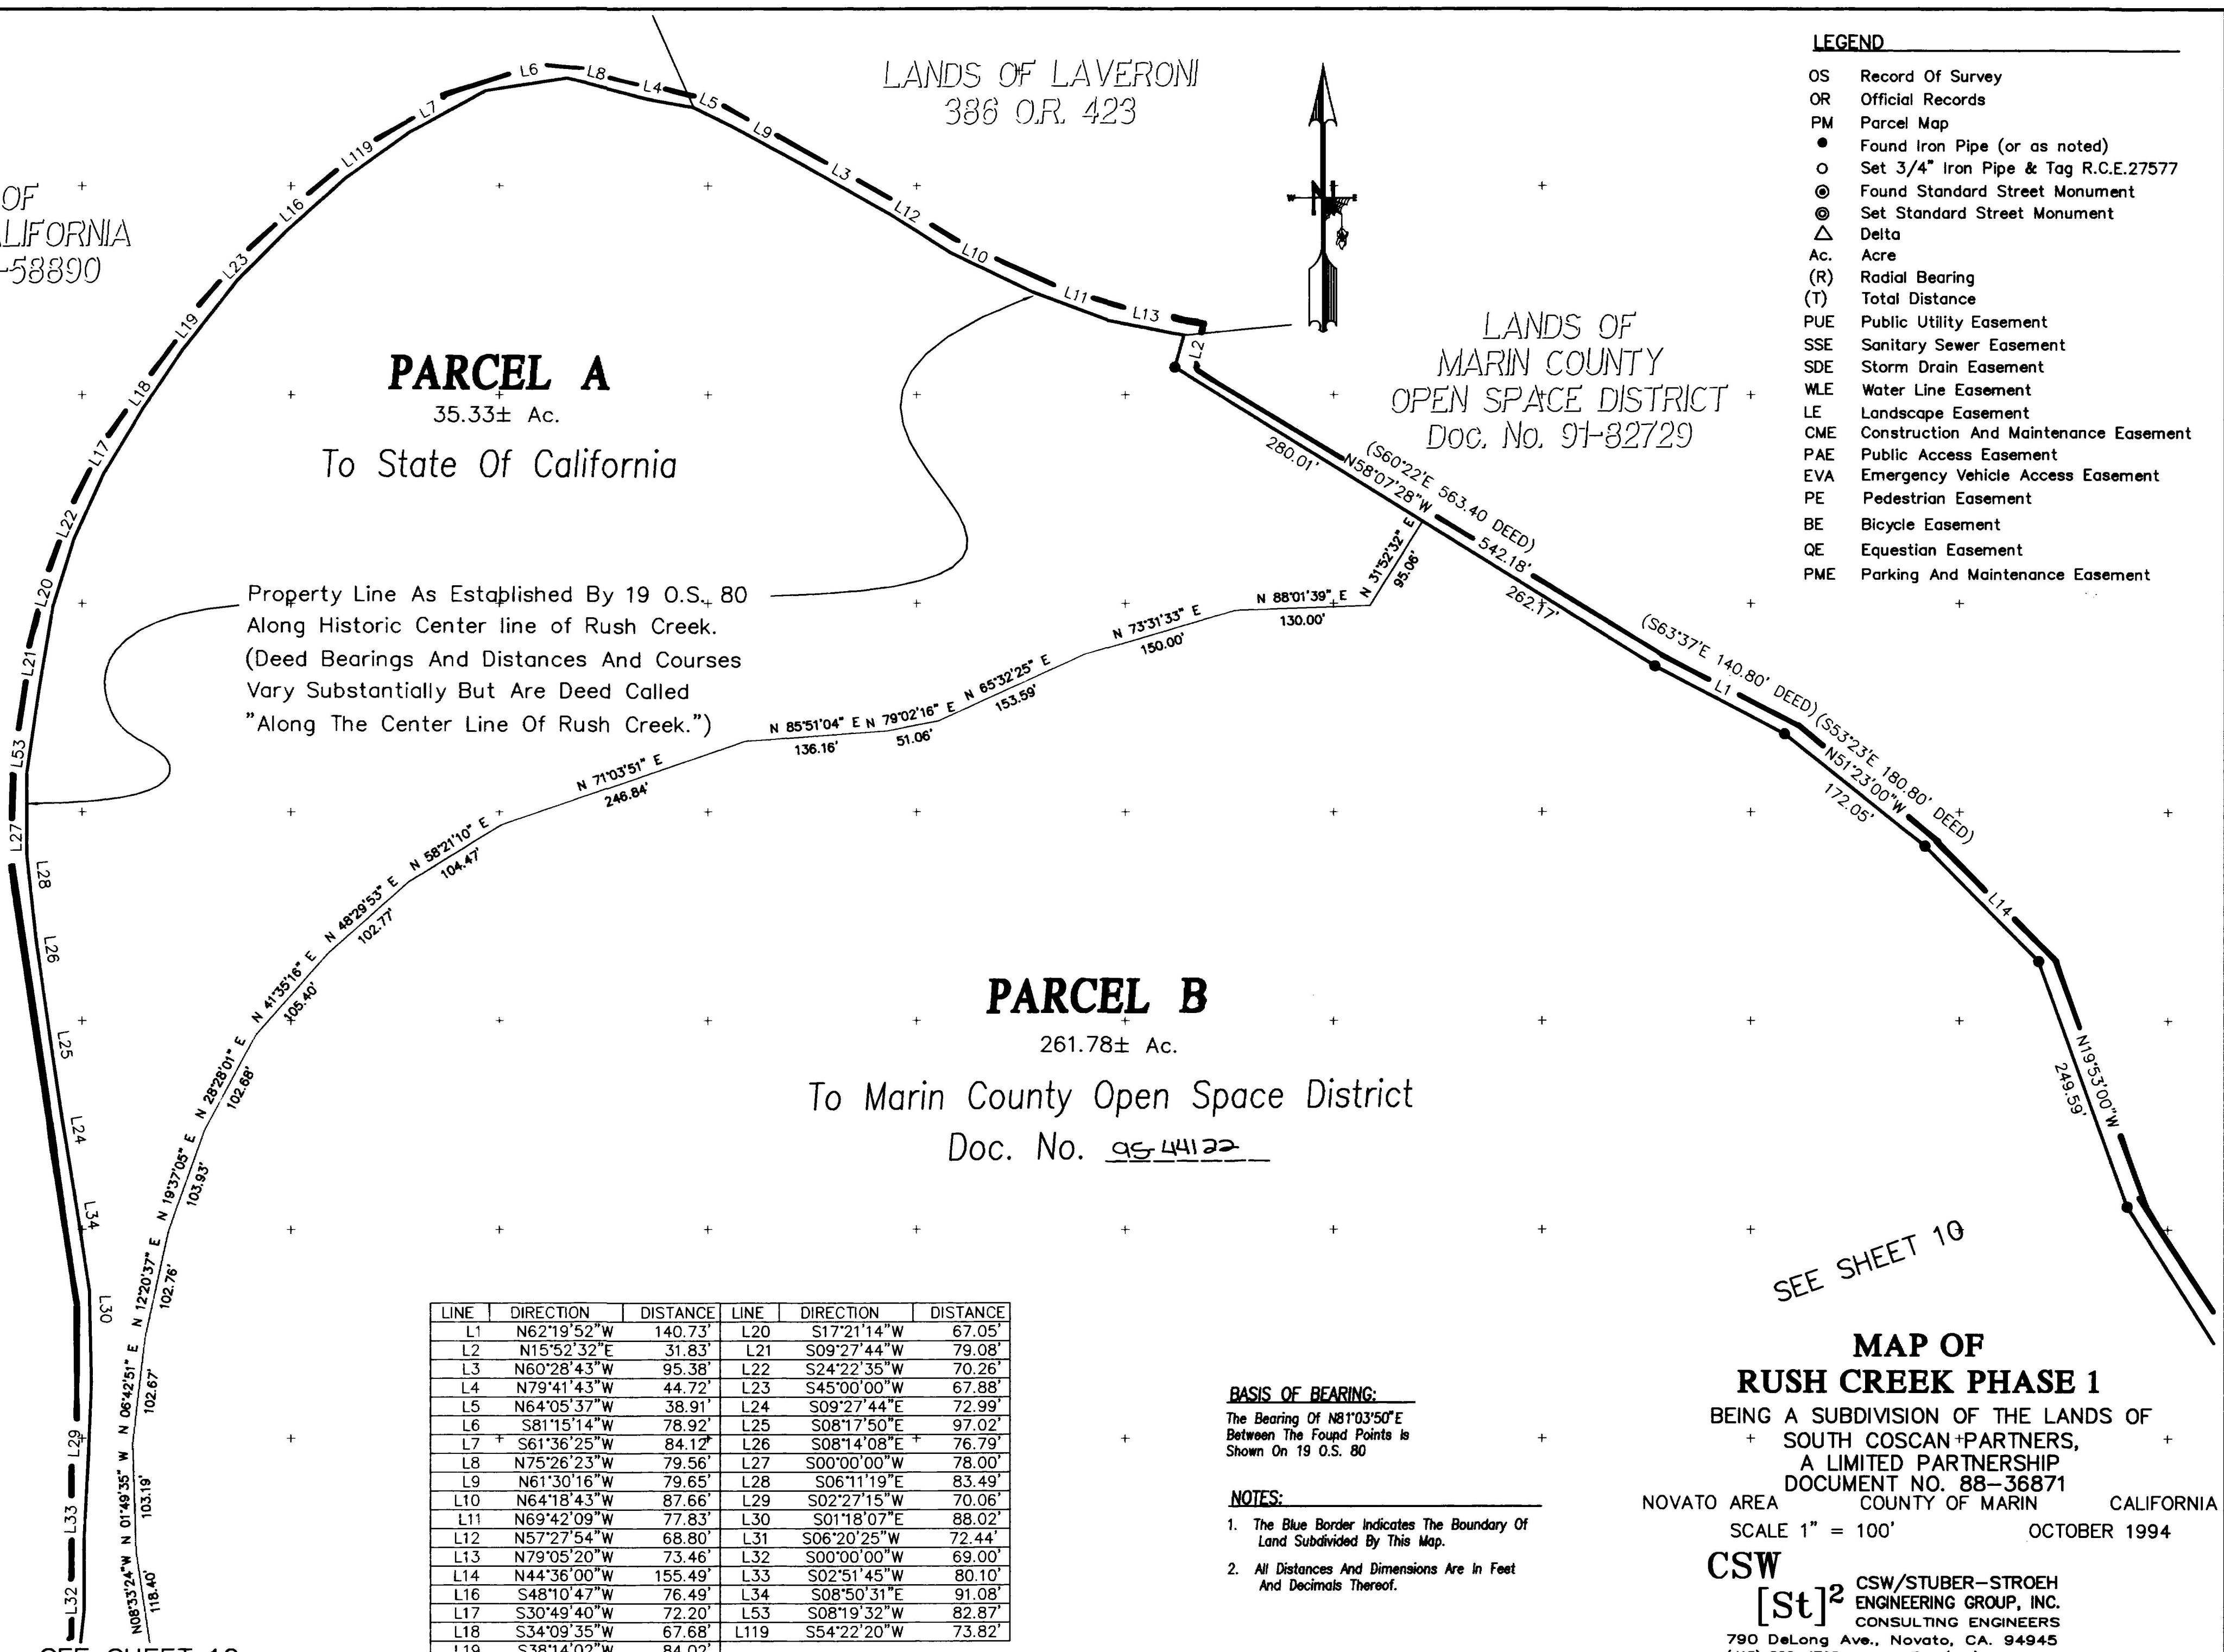 LANDS OF LAVERONI
386 O.R. 423
OF
ALIFORNIA
-58890
L6
L8
L4
L5
L7
L9
L119
L3
L16
L12
L10
L23
L11
L13
L19
L2
L18
L17
L22
L20
L21
L53
L27
L28
L26
L25
L24
L34
L30
L29
L33
L32
W
N
E
PARCEL A
35.33± Ac.
To State Of California
LANDS OF
MARIN COUNTY
OPEN SPACE DISTRICT
Doc. No. 91-82729
Property Line As Established By 19 O.S. 80
Along Historic Center line of Rush Creek.
(Deed Bearings And Distances And Courses
Vary Substantially But Are Deed Called
"Along The Center Line Of Rush Creek.")
280.01'
(S60°22'E 563.40 DEED)
N58°07'28"W
542.18'
262.17'
N 31°52'32" E
95.06'
N 88°01'39" E
130.00'
N 73°31'33" E
150.00'
N 65°32'25" E
153.59'
N 79°02'16" E
51.06'
N 85°51'04" E
136.16'
N 71°03'51" E
246.84'
N 58°21'10" E
104.47'
N 48°29'53" E
102.77'
N 41°35'16" E
105.40'
N 28°28'01" E
102.68'
N 19°37'05" E
103.93'
N 12°20'37" E
102.76'
N 06°42'51" E
102.67'
N 01°49'35" W
103.19'
N08°33'24"W
118.40'
(S63°37'E 140.80' DEED)
L1
(S53°23'E 180.80' DEED)
N51°23'00"W
172.05'
L14
N19°53'00"W
249.59'
PARCEL B
261.78± Ac.
To Marin County Open Space District
Doc. No. 95-44122
SEE SHEET 10
LEGEND
OS Record Of Survey
OR Official Records
PM Parcel Map
Found Iron Pipe (or as noted)
Set 3/4" Iron Pipe & Tag R.C.E.27577
Found Standard Street Monument
Set Standard Street Monument
△ Delta
Ac. Acre
(R) Radial Bearing
(T) Total Distance
PUE Public Utility Easement
SSE Sanitary Sewer Easement
SDE Storm Drain Easement
WLE Water Line Easement
LE Landscape Easement
CME Construction And Maintenance Easement
PAE Public Access Easement
EVA Emergency Vehicle Access Easement
PE Pedestrian Easement
BE Bicycle Easement
QE Equestian Easement
PME Parking And Maintenance Easement
LINE DIRECTION DISTANCE LINE DIRECTION DISTANCE
L1 N62°19'52"W 140.73' L20 S17°21'14"W 67.05'
L2 N15°52'32"E 31.83' L21 S09°27'44"W 79.08'
L3 N60°28'43"W 95.38' L22 S24°22'35"W 70.26'
L4 N79°41'43"W 44.72' L23 S45°00'00"W 67.88'
L5 N64°05'37"W 38.91' L24 S09°27'44"E 72.99'
L6 S81°15'14"W 78.92' L25 S08°17'50"E 97.02'
L7 S61°36'25"W 84.12' L26 S08°14'08"E 76.79'
L8 N75°26'23"W 79.56' L27 S00°00'00"W 78.00'
L9 N61°30'16"W 79.65' L28 S06°11'19"E 83.49'
L10 N64°18'43"W 87.66' L29 S02°27'15"W 70.06'
L11 N69°42'09"W 77.83' L30 S01°18'07"E 88.02'
L12 N57°27'54"W 68.80' L31 S06°20'25"W 72.44'
L13 N79°05'20"W 73.46' L32 S00°00'00"W 69.00'
L14 N44°36'00"W 155.49' L33 S02°51'45"W 80.10'
L16 S48°10'47"W 76.49' L34 S08°50'31"E 91.08'
L17 S30°49'40"W 72.20' L53 S08°19'32"W 82.87'
L18 S34°09'35"W 67.68' L119 S54°22'20"W 73.82'
L19 S38°14'02"W 84.02'
BASIS OF BEARING:
The Bearing Of N81°03'50"E
Between The Found Points Is
Shown On 19 O.S. 80
NOTES:
1. The Blue Border Indicates The Boundary Of
Land Subdivided By This Map.
2. All Distances And Dimensions Are In Feet
And Decimals Thereof.
MAP OF
RUSH CREEK PHASE 1
BEING A SUBDIVISION OF THE LANDS OF
SOUTH COSCAN PARTNERS,
A LIMITED PARTNERSHIP
DOCUMENT NO. 88-36871
NOVATO AREA COUNTY OF MARIN CALIFORNIA
SCALE 1" = 100' OCTOBER 1994
CSW
[St]2
CSW/STUBER-STROEH
ENGINEERING GROUP, INC.
CONSULTING ENGINEERS
790 DeLong Ave., Novato, CA. 94945